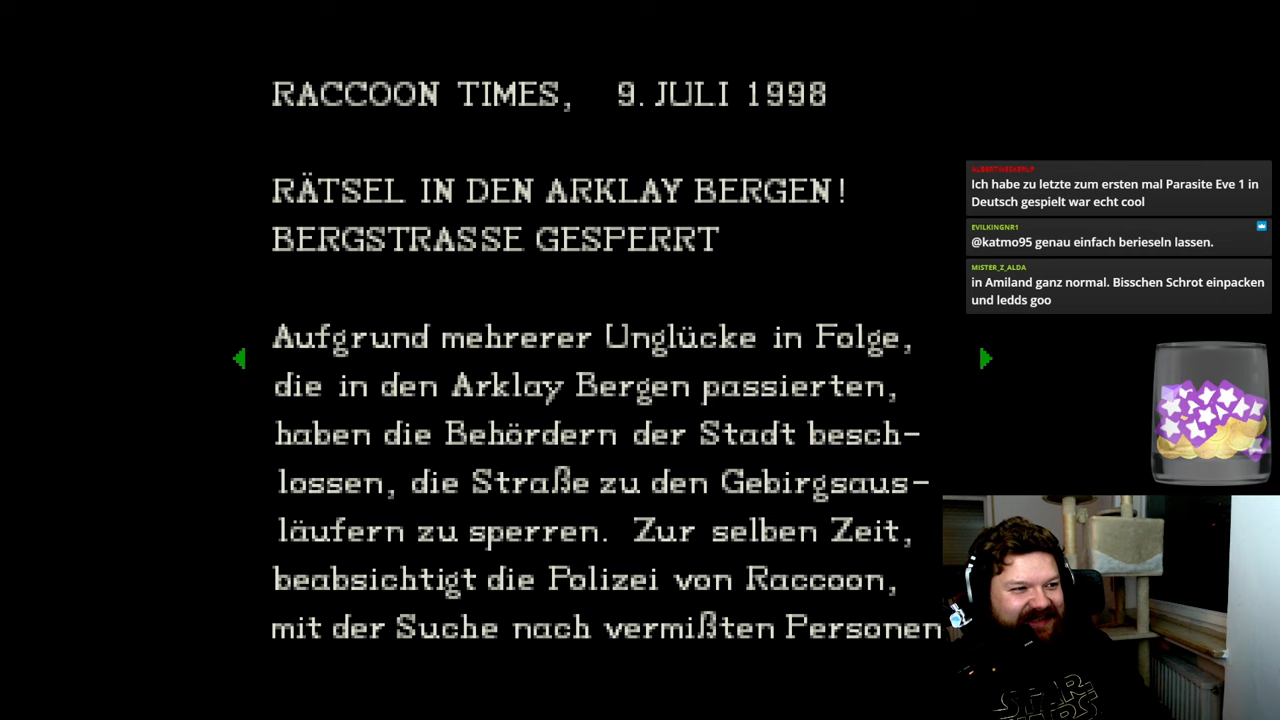 RACCOON TIMES, 9. JULI 1998
RÄTSEL IN DEN ARKLAY BERGEN!
BERGSTRASSE GESPERRT
Aufgrund mehrerer Unglücke in Folge,
die in den Arklay Bergen passierten,
haben die Behördern der Stadt besch-
lossen, die Straße zu den Gebirgsaus-
läufern zu sperren. Zur selben Zeit,
beabsichtigt die Polizei von Raccoon,
mit der Suche nach vermißten Personen
Ich habe zu letzte zum ersten mal Parasite Eve 1 in
Deutsch gespielt war echt cool
EVILKINGNR1
@katmo95 genau einfach berieseln lassen.
MISTER_Z_ALDA
in Amiland ganz normal. Bisschen Schrot einpacken
und ledds goo
STAR